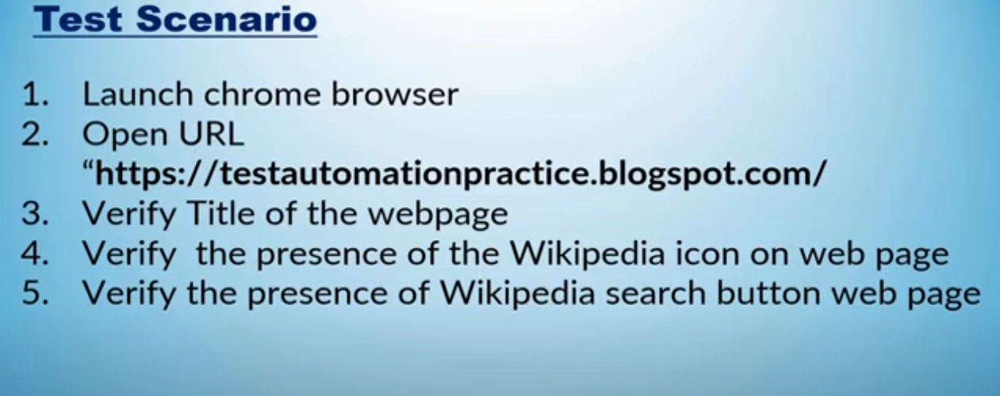 Test Scenario
1. Launch chrome browser
2. Open URL
“https://testautomationpractice.blogspot.com/
3. Verify Title of the webpage
4. Verify  the presence of the Wikipedia icon on web page
5. Verify the presence of Wikipedia search button web page